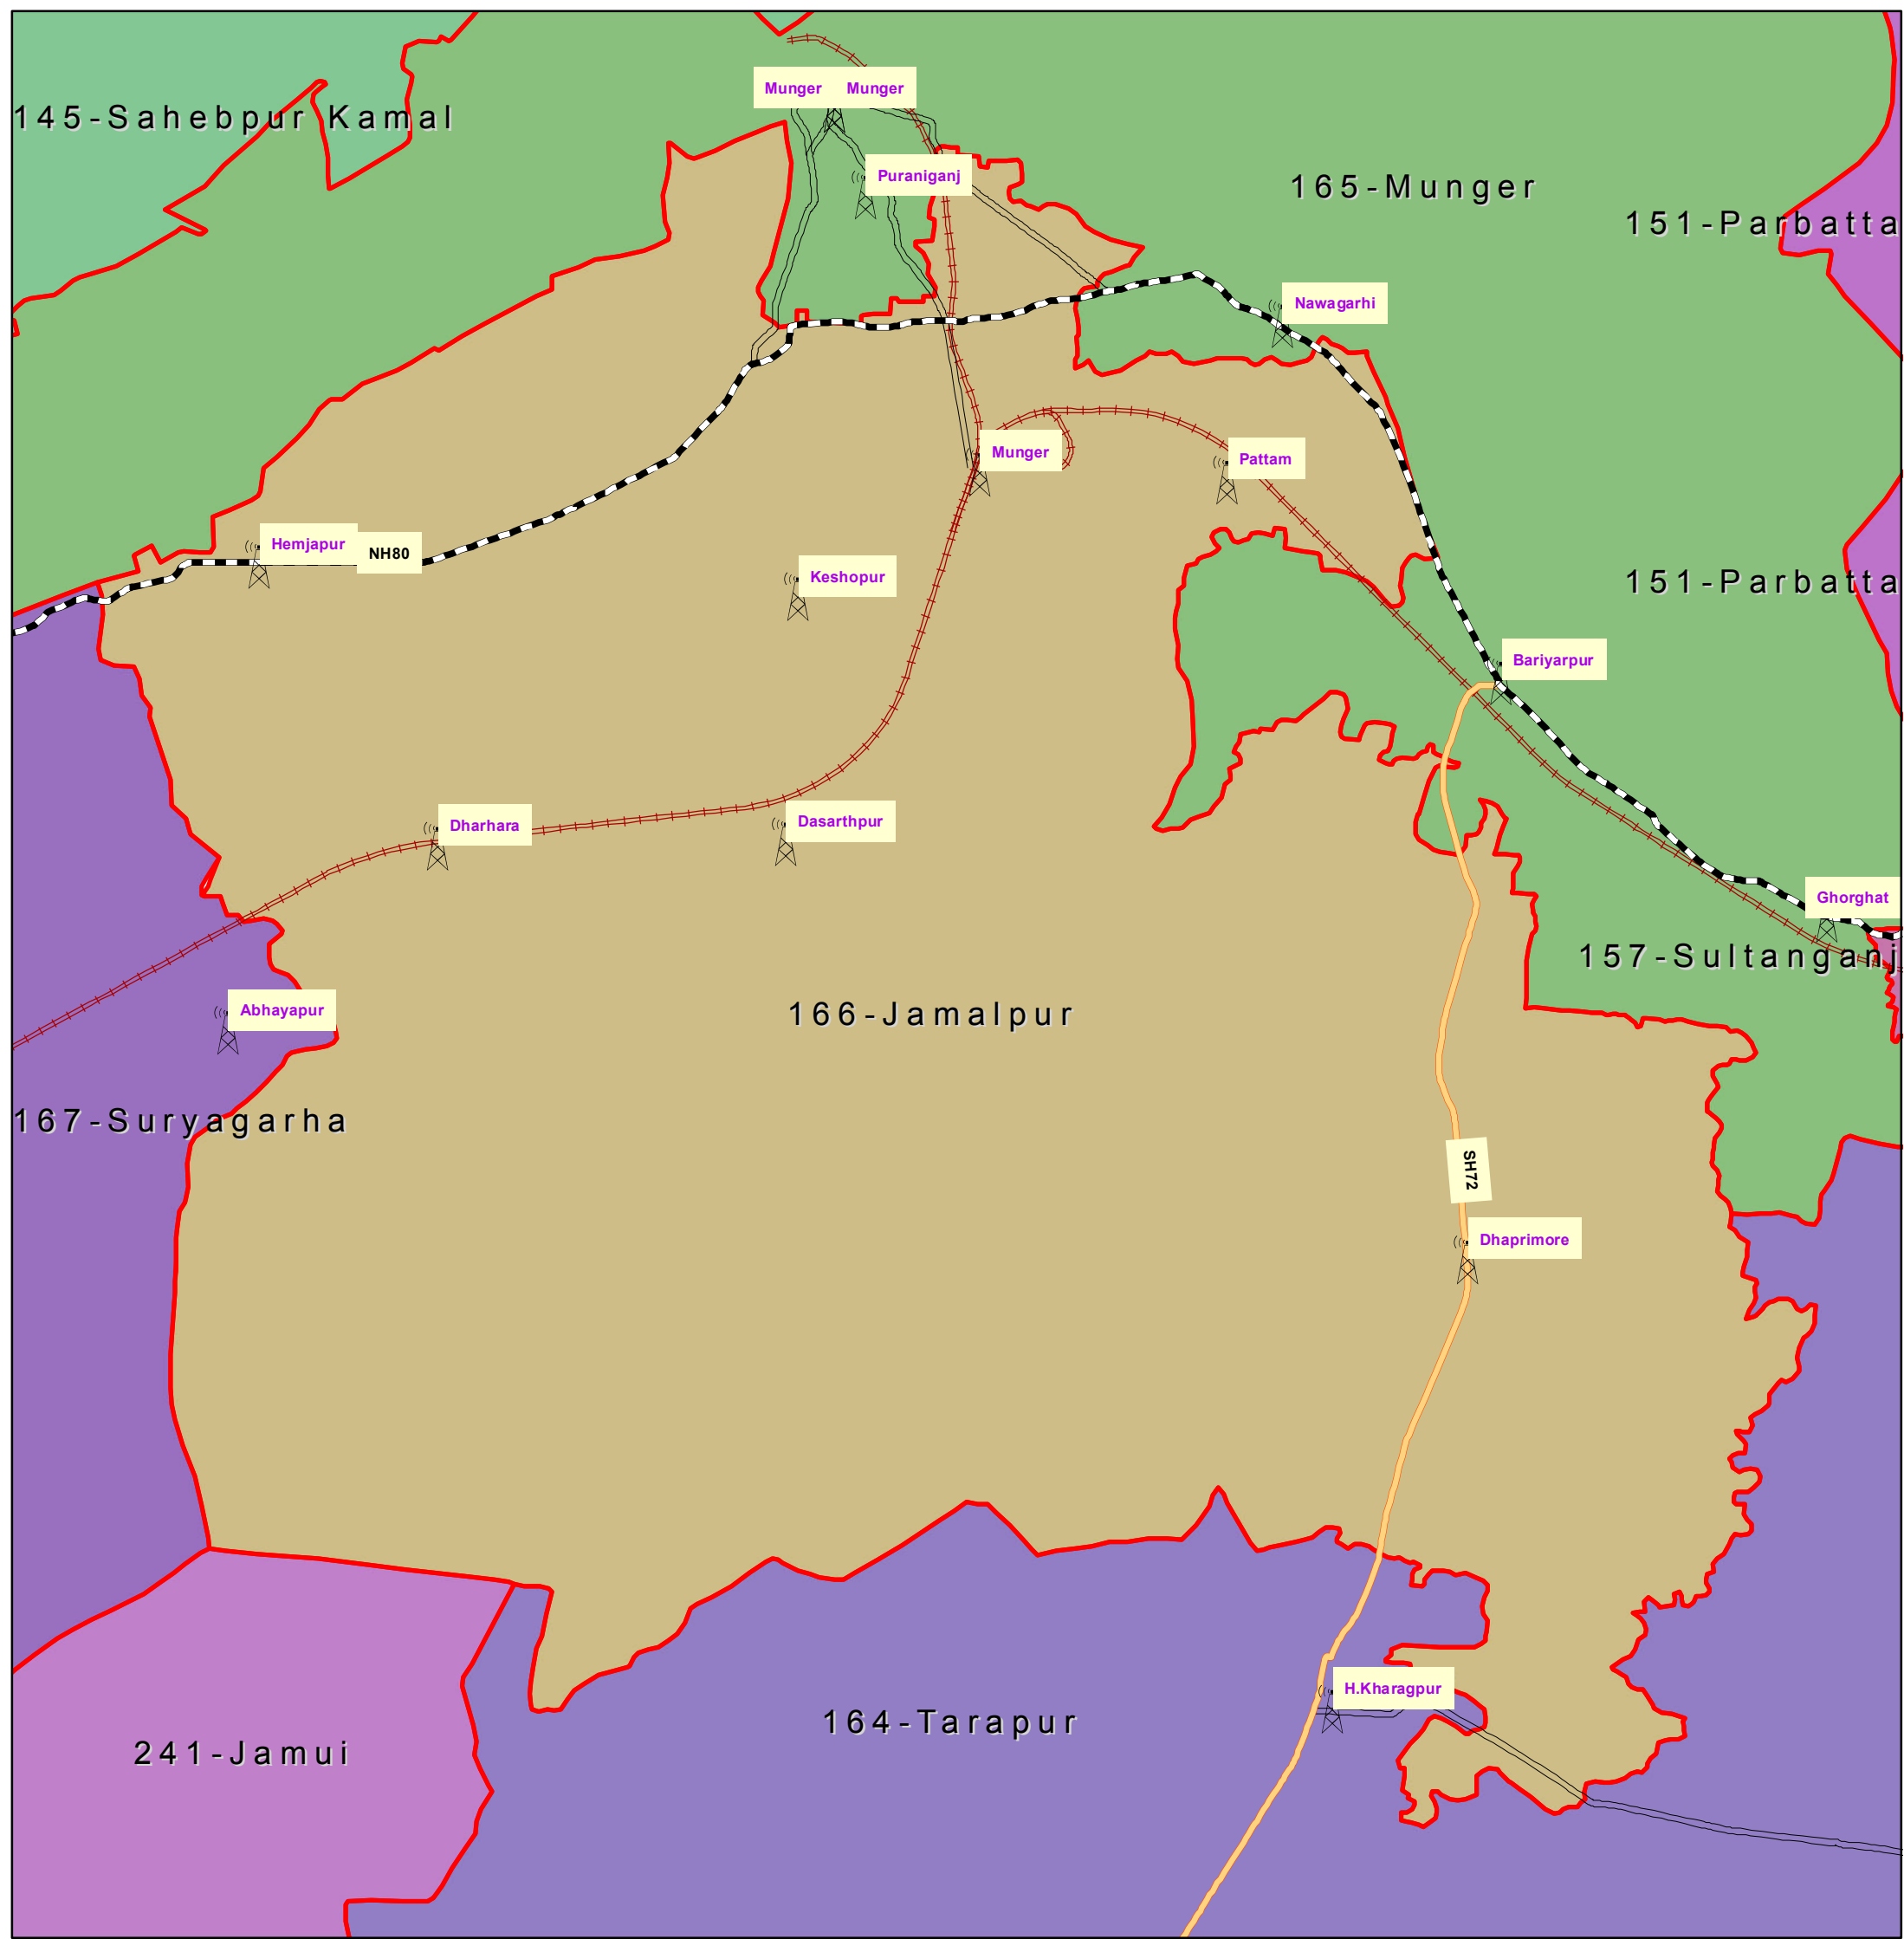 Munger Munger
145-Sahebpur Kamal
Puraniganj
165-Munger
151-Parbatta
Nawagarhi
Munger
Pattam
Hemjapur
NH80
Keshopur
151-Parbatta
Bariyarpur
Dharhara
Dasarthpur
Ghorghat
157-Sultanganj
Abhayapur
166-Jamalpur
167-Suryagarha
SH72
Dhaprimore
H.Kharagpur
164-Tarapur
241-Jamui